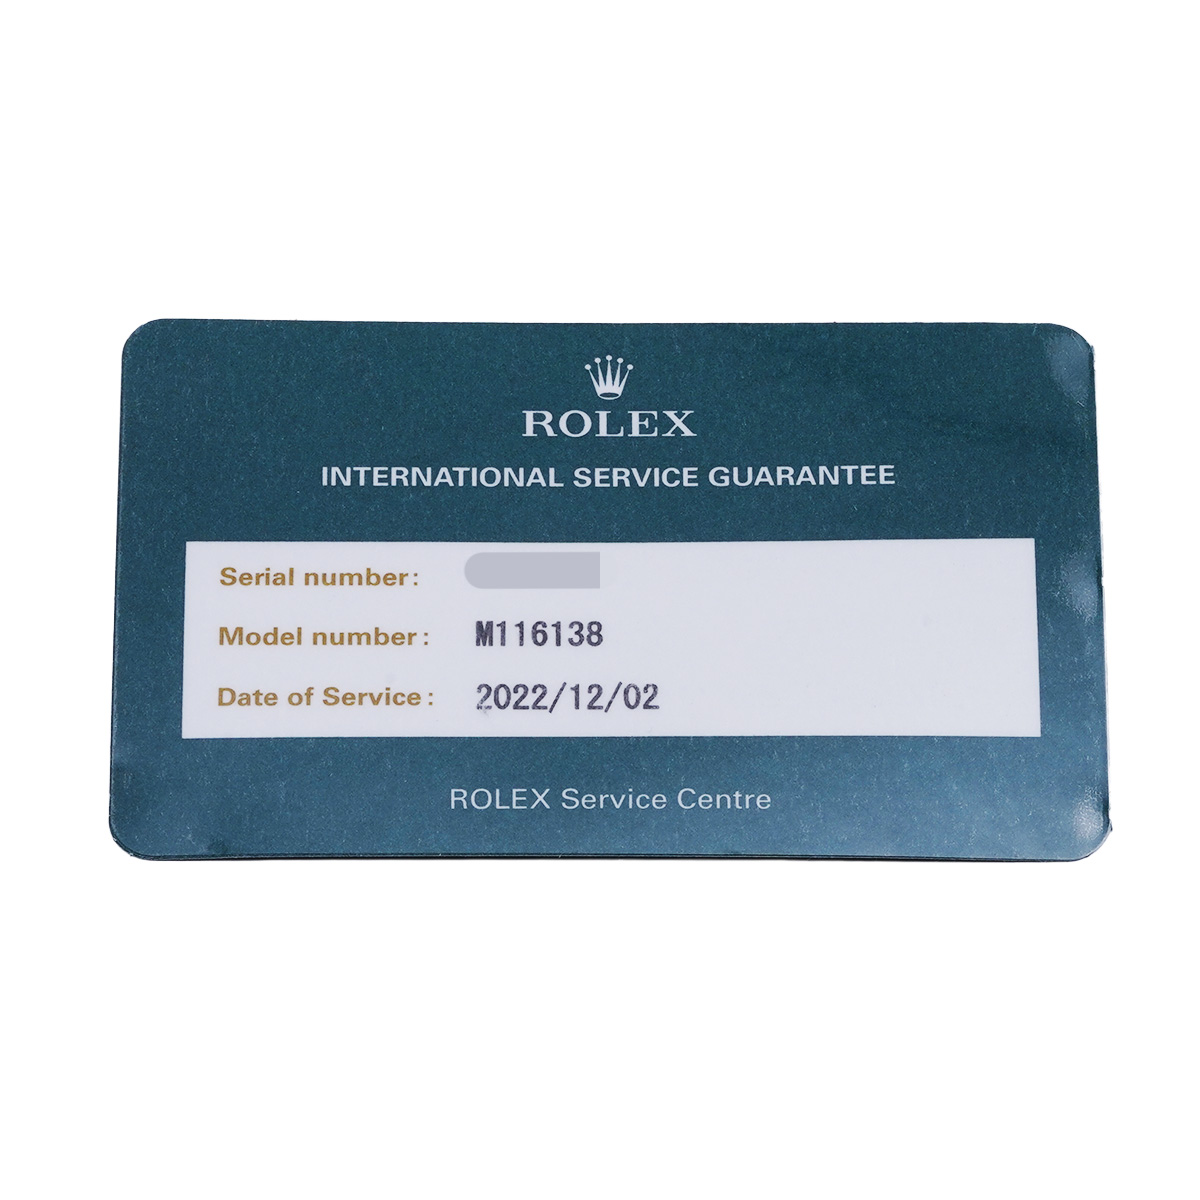 ROLEX
INTERNATIONAL SERVICE GUARANTEE
Serial number:
Model number: M116138
Date of Service: 2022/12/02
ROLEX Service Centre